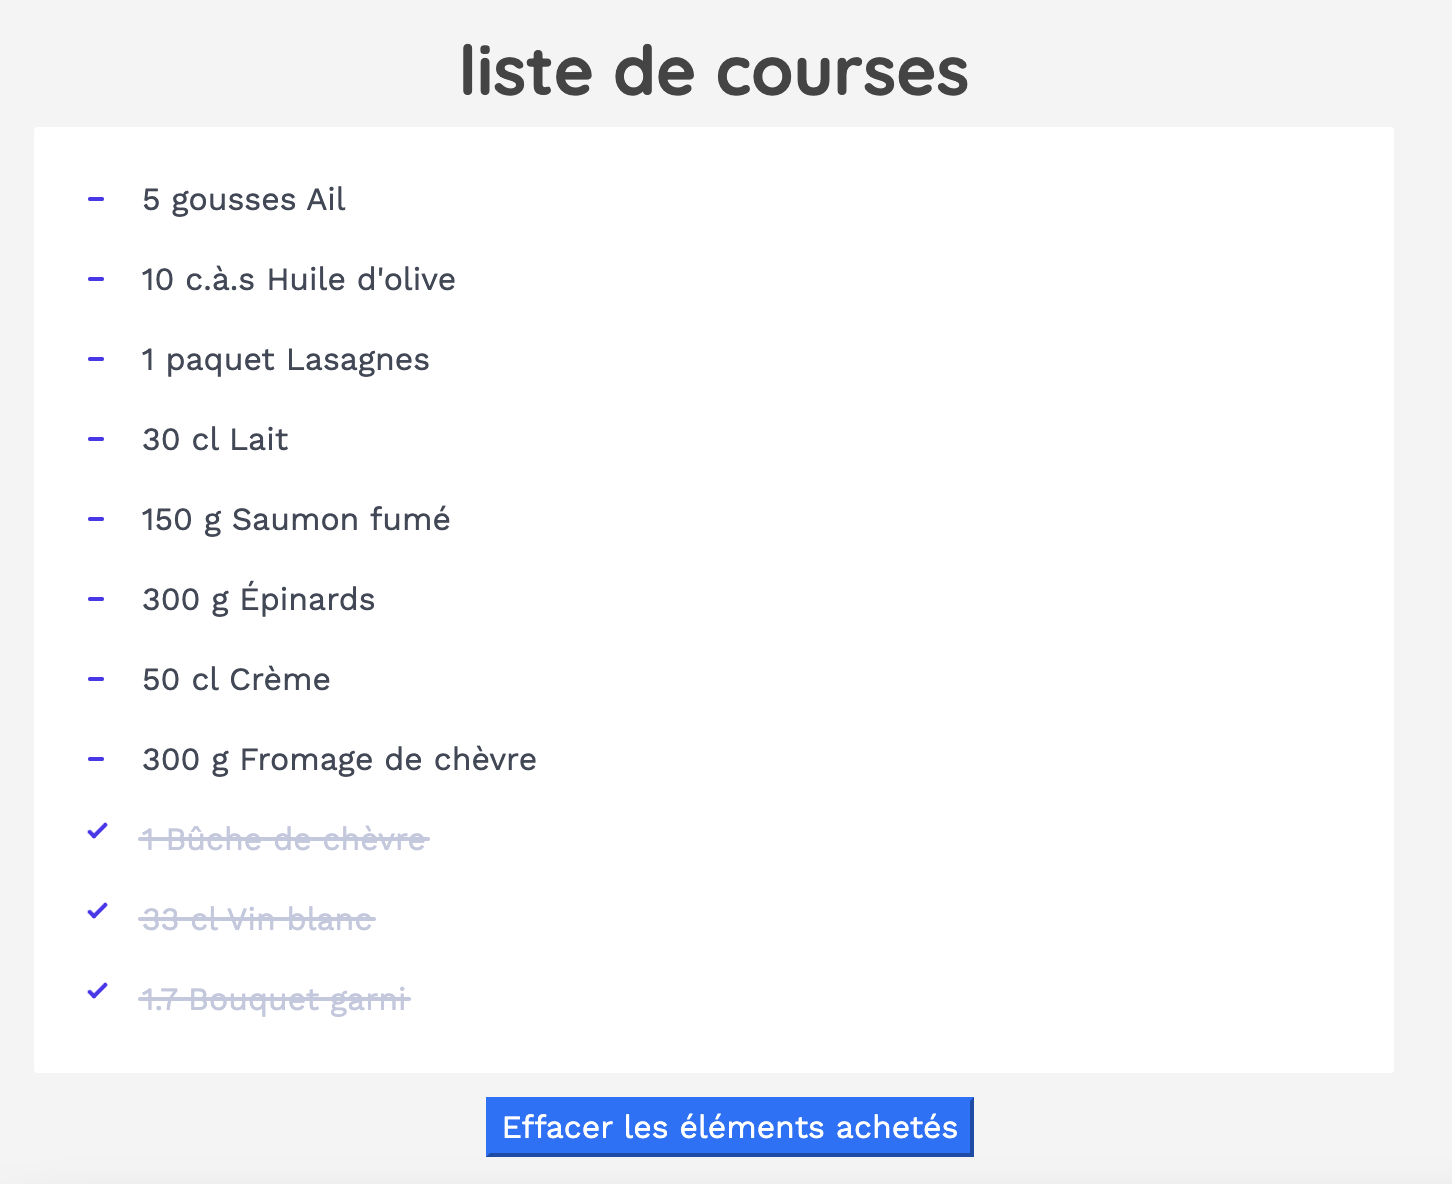 liste de courses
5 gousses Ail
10 c.à.s Huile d'olive
1 paquet Lasagnes
30 cl Lait
150 g Saumon fumé
300 g Épinards
50 cl Crème
300 g Fromage de chèvre
1 Bûche de chèvre
33 cl Vin blanc
1.7 Bouquet garni
Effacer les éléments achetés